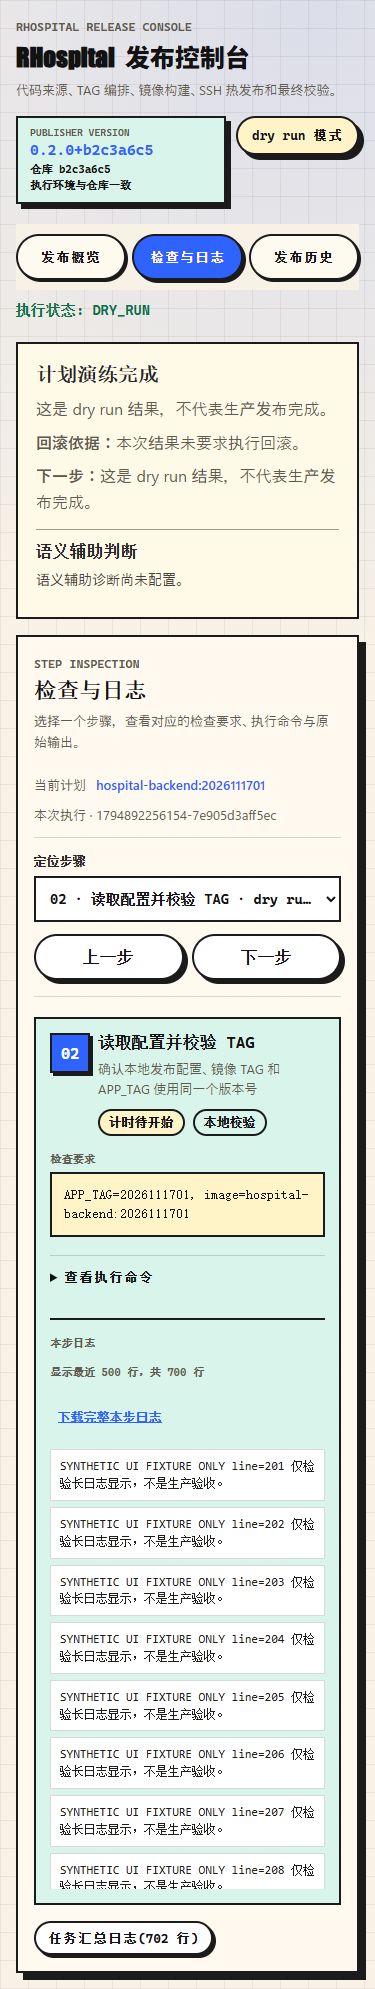 RHOSPITAL RELEASE CONSOLE
RHospital 发布控制台
代码来源、TAG 编排、镜像构建、SSH 热发布和最终校验。
PUBLISHER VERSION
0.2.0+b2c3a6c5
仓库 b2c3a6c5
执行环境与仓库一致
dry run 模式
发布概览
检查与日志
发布历史
执行状态: DRY_RUN
计划演练完成
这是 dry run 结果，不代表生产发布完成。
回滚依据：本次结果未要求执行回滚。
下一步：这是 dry run 结果，不代表生产发
布完成。
语义辅助判断
语义辅助诊断尚未配置。
STEP INSPECTION
检查与日志
选择一个步骤，查看对应的检查要求、执行命令与原
始输出。
当前计划 hospital-backend:2026111701
本次执行 · 1794892256154-7e905d3aff5ec
定位步骤
02 · 读取配置并校验 TAG · dry ru…
上一步
下一步
02
读取配置并校验 TAG
确认本地发布配置、镜像 TAG 和
APP_TAG 使用同一个版本号
计时待开始
本地校验
检查要求
APP_TAG=2026111701, image=hospital-
backend:2026111701
▶ 查看执行命令
本步日志
显示最近 500 行，共 700 行
下载完整本步日志
SYNTHETIC UI FIXTURE ONLY line=201 仅检
验长日志显示，不是生产验收。
SYNTHETIC UI FIXTURE ONLY line=202 仅检
验长日志显示，不是生产验收。
SYNTHETIC UI FIXTURE ONLY line=203 仅检
验长日志显示，不是生产验收。
SYNTHETIC UI FIXTURE ONLY line=204 仅检
验长日志显示，不是生产验收。
SYNTHETIC UI FIXTURE ONLY line=205 仅检
验长日志显示，不是生产验收。
SYNTHETIC UI FIXTURE ONLY line=206 仅检
验长日志显示，不是生产验收。
SYNTHETIC UI FIXTURE ONLY line=207 仅检
验长日志显示，不是生产验收。
SYNTHETIC UI FIXTURE ONLY line=208 仅检
验长日志显示，不是生产验收。
任务汇总日志(702 行)